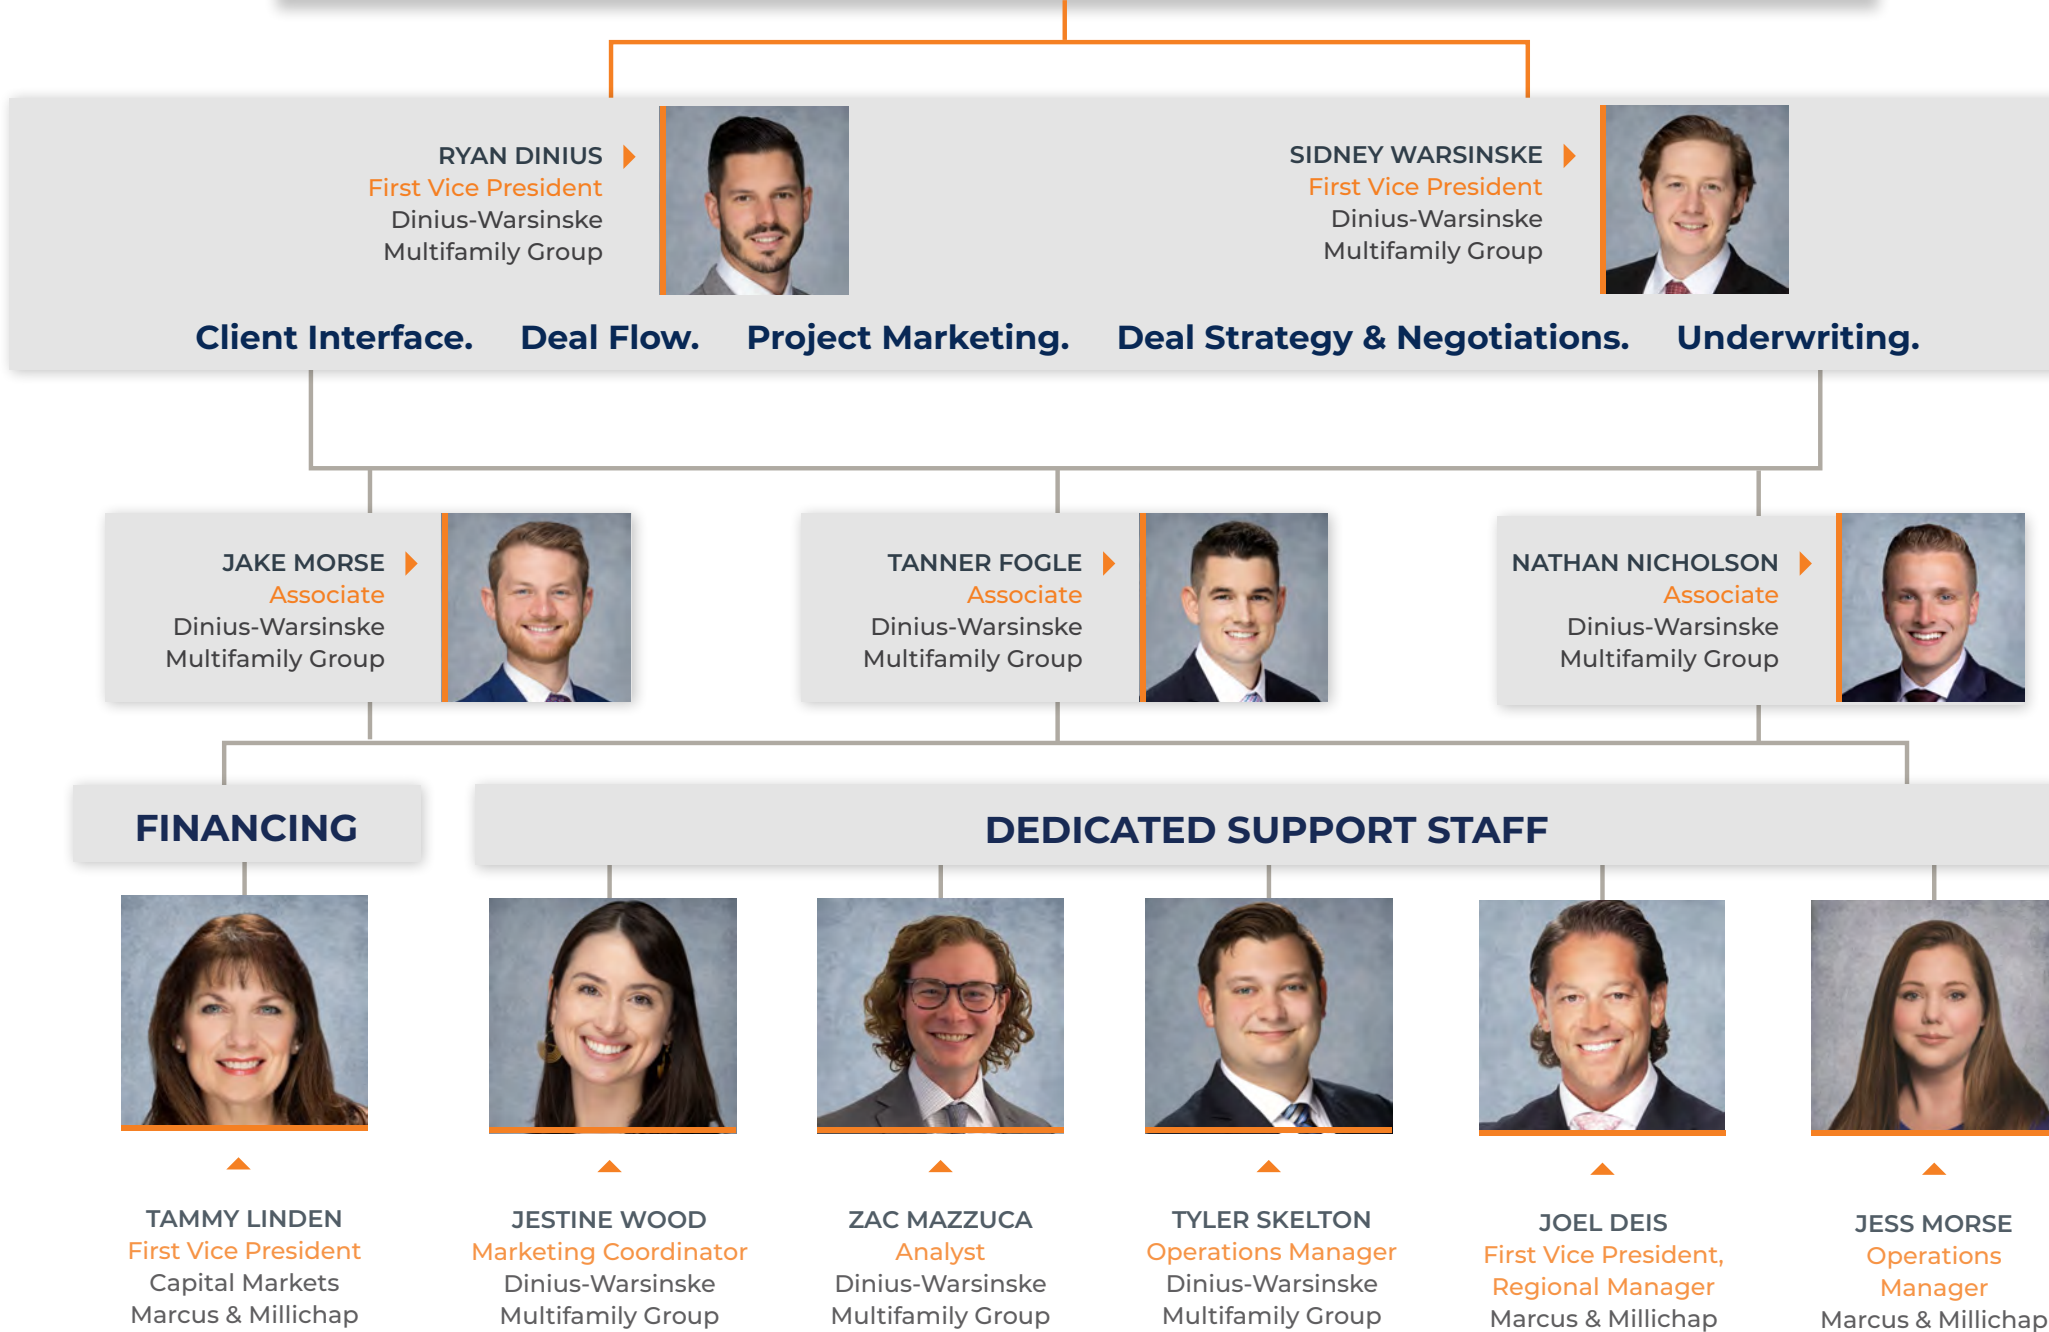 RYAN DINIUS
First Vice President
Dinius-Warsinske
Multifamily Group
SIDNEY WARSINSKE
First Vice President
Dinius-Warsinske
Multifamily Group
Client Interface. Deal Flow. Project Marketing. Deal Strategy & Negotiations. Underwriting.
JAKE MORSE
Associate
Dinius-Warsinske
Multifamily Group
TANNER FOGLE
Associate
Dinius-Warsinske
Multifamily Group
NATHAN NICHOLSON
Associate
Dinius-Warsinske
Multifamily Group
FINANCING
DEDICATED SUPPORT STAFF
TAMMY LINDEN
First Vice President
Capital Markets
Marcus & Millichap
JESTINE WOOD
Marketing Coordinator
Dinius-Warsinske
Multifamily Group
ZAC MAZZUCA
Analyst
Dinius-Warsinske
Multifamily Group
TYLER SKELTON
Operations Manager
Dinius-Warsinske
Multifamily Group
JOEL DEIS
First Vice President,
Regional Manager
Marcus & Millichap
JESS MORSE
Operations
Manager
Marcus & Millichap